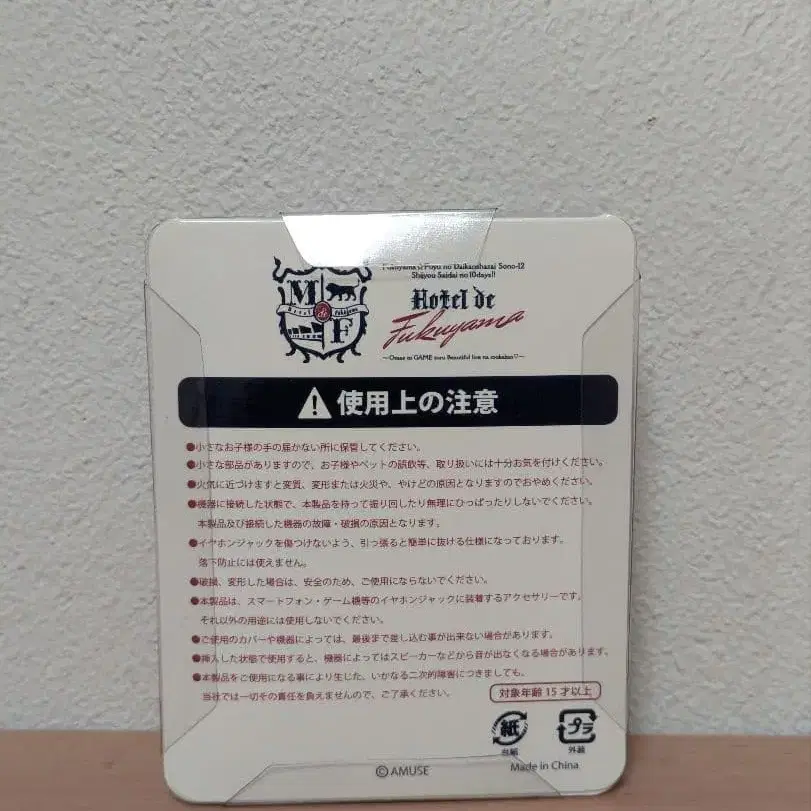 Fukuyama☆Fuyu no Daikanshasai Sono-12
Shijyou Saidai no 10days!!
M
de
F
Hotel de
Fukuyama
使用上の注意
●小さなお子様の手の届かない所に保管してください。
●小さな部品がありますので、お子様やペットの誤飲等、取り扱いには十分お気を付けください。
●火気に近づけますと変質、変形または火災や、やけどの原因となりますのでおやめください。
●機器に接続した状態で、本製品を持って振り回したり無理にひっぱったりしないでください。
本製品及び接続した機器の故障・破損の原因となります。
●イヤホンジャックを傷つけないよう、引っ張ると簡単に抜ける仕様になっております。
落下防止には使えません。
●破損、変形した場合は、安全のため、ご使用にならないでください。
●本製品は、スマートフォン・ゲーム機等のイヤホンジャックに装着するアクセサリーです。
それ以外の用途には使用しないでください。
●ご使用のカバーや機器によっては、最後まで差し込む事が出来ない場合があります。
●挿入した状態で使用すると、機器によってはスピーカーなどから音が出なくなる場合があります。
●本製品をご使用になる事により生じた、いかなる二次的障害につきましても、
当社では一切その責任を負えませんので、ご了承ください。
対象年齢 15 才以上
紙 プラ
台紙 外装
©AMUSE Made in China